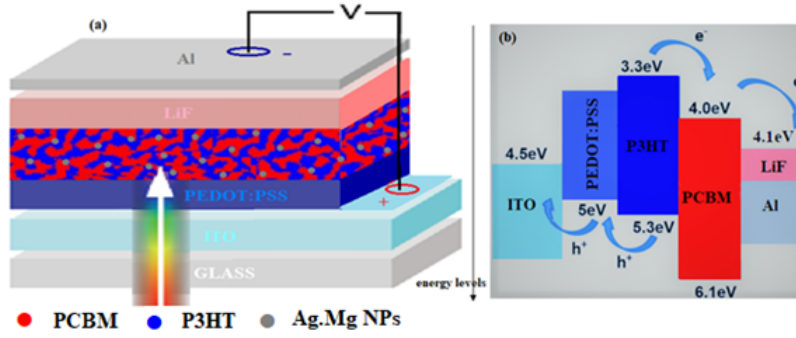 (a)
V
Al
-
LiF
PEDOT:PSS
+
ITO
GLASS
PCBM
P3HT
Ag.Mg NPs
(b)
e-
3.3eV
e
4.0eV
4.1eV
4.5eV
PEDOT:PSS
P3HT
LiF
ITO
PCBM
Al
5eV
5.3eV
h+
h+
energy levels
6.1eV